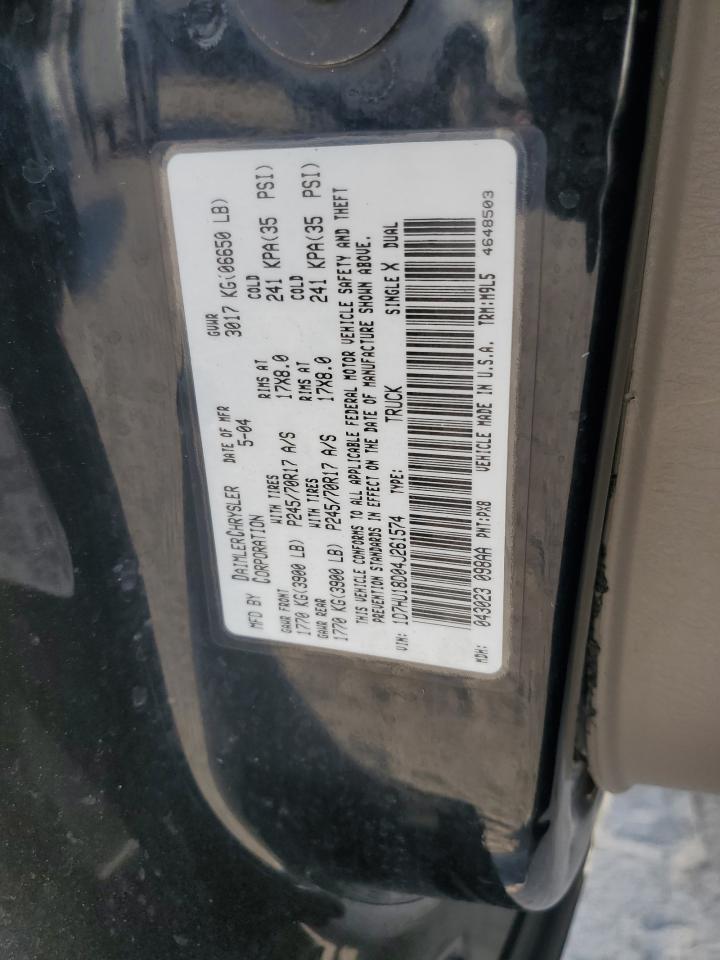 MFD BY DAIMLERCHRYSLER CORPORATION DATE OF MFR 5-04 GVWR 3017 KG(06650 LB)
GAWR FRONT WITH TIRES RIMS AT COLD
1770 KG(3900 LB) P245/70R17 A/S 17X8.0 241 KPA(35 PSI)
GAWR REAR WITH TIRES RIMS AT COLD
1770 KG(3900 LB) P245/70R17 A/S 17X8.0 241 KPA(35 PSI)
THIS VEHICLE CONFORMS TO ALL APPLICABLE FEDERAL MOTOR VEHICLE SAFETY AND THEFT
PREVENTION STANDARDS IN EFFECT ON THE DATE OF MANUFACTURE SHOWN ABOVE.
VIN: 1D7HU18D04J261574 TYPE: TRUCK SINGLE X DUAL
MDH: 043023 098AA PNT:PX8 VEHICLE MADE IN U.S.A. TRM:M9L5 4648503